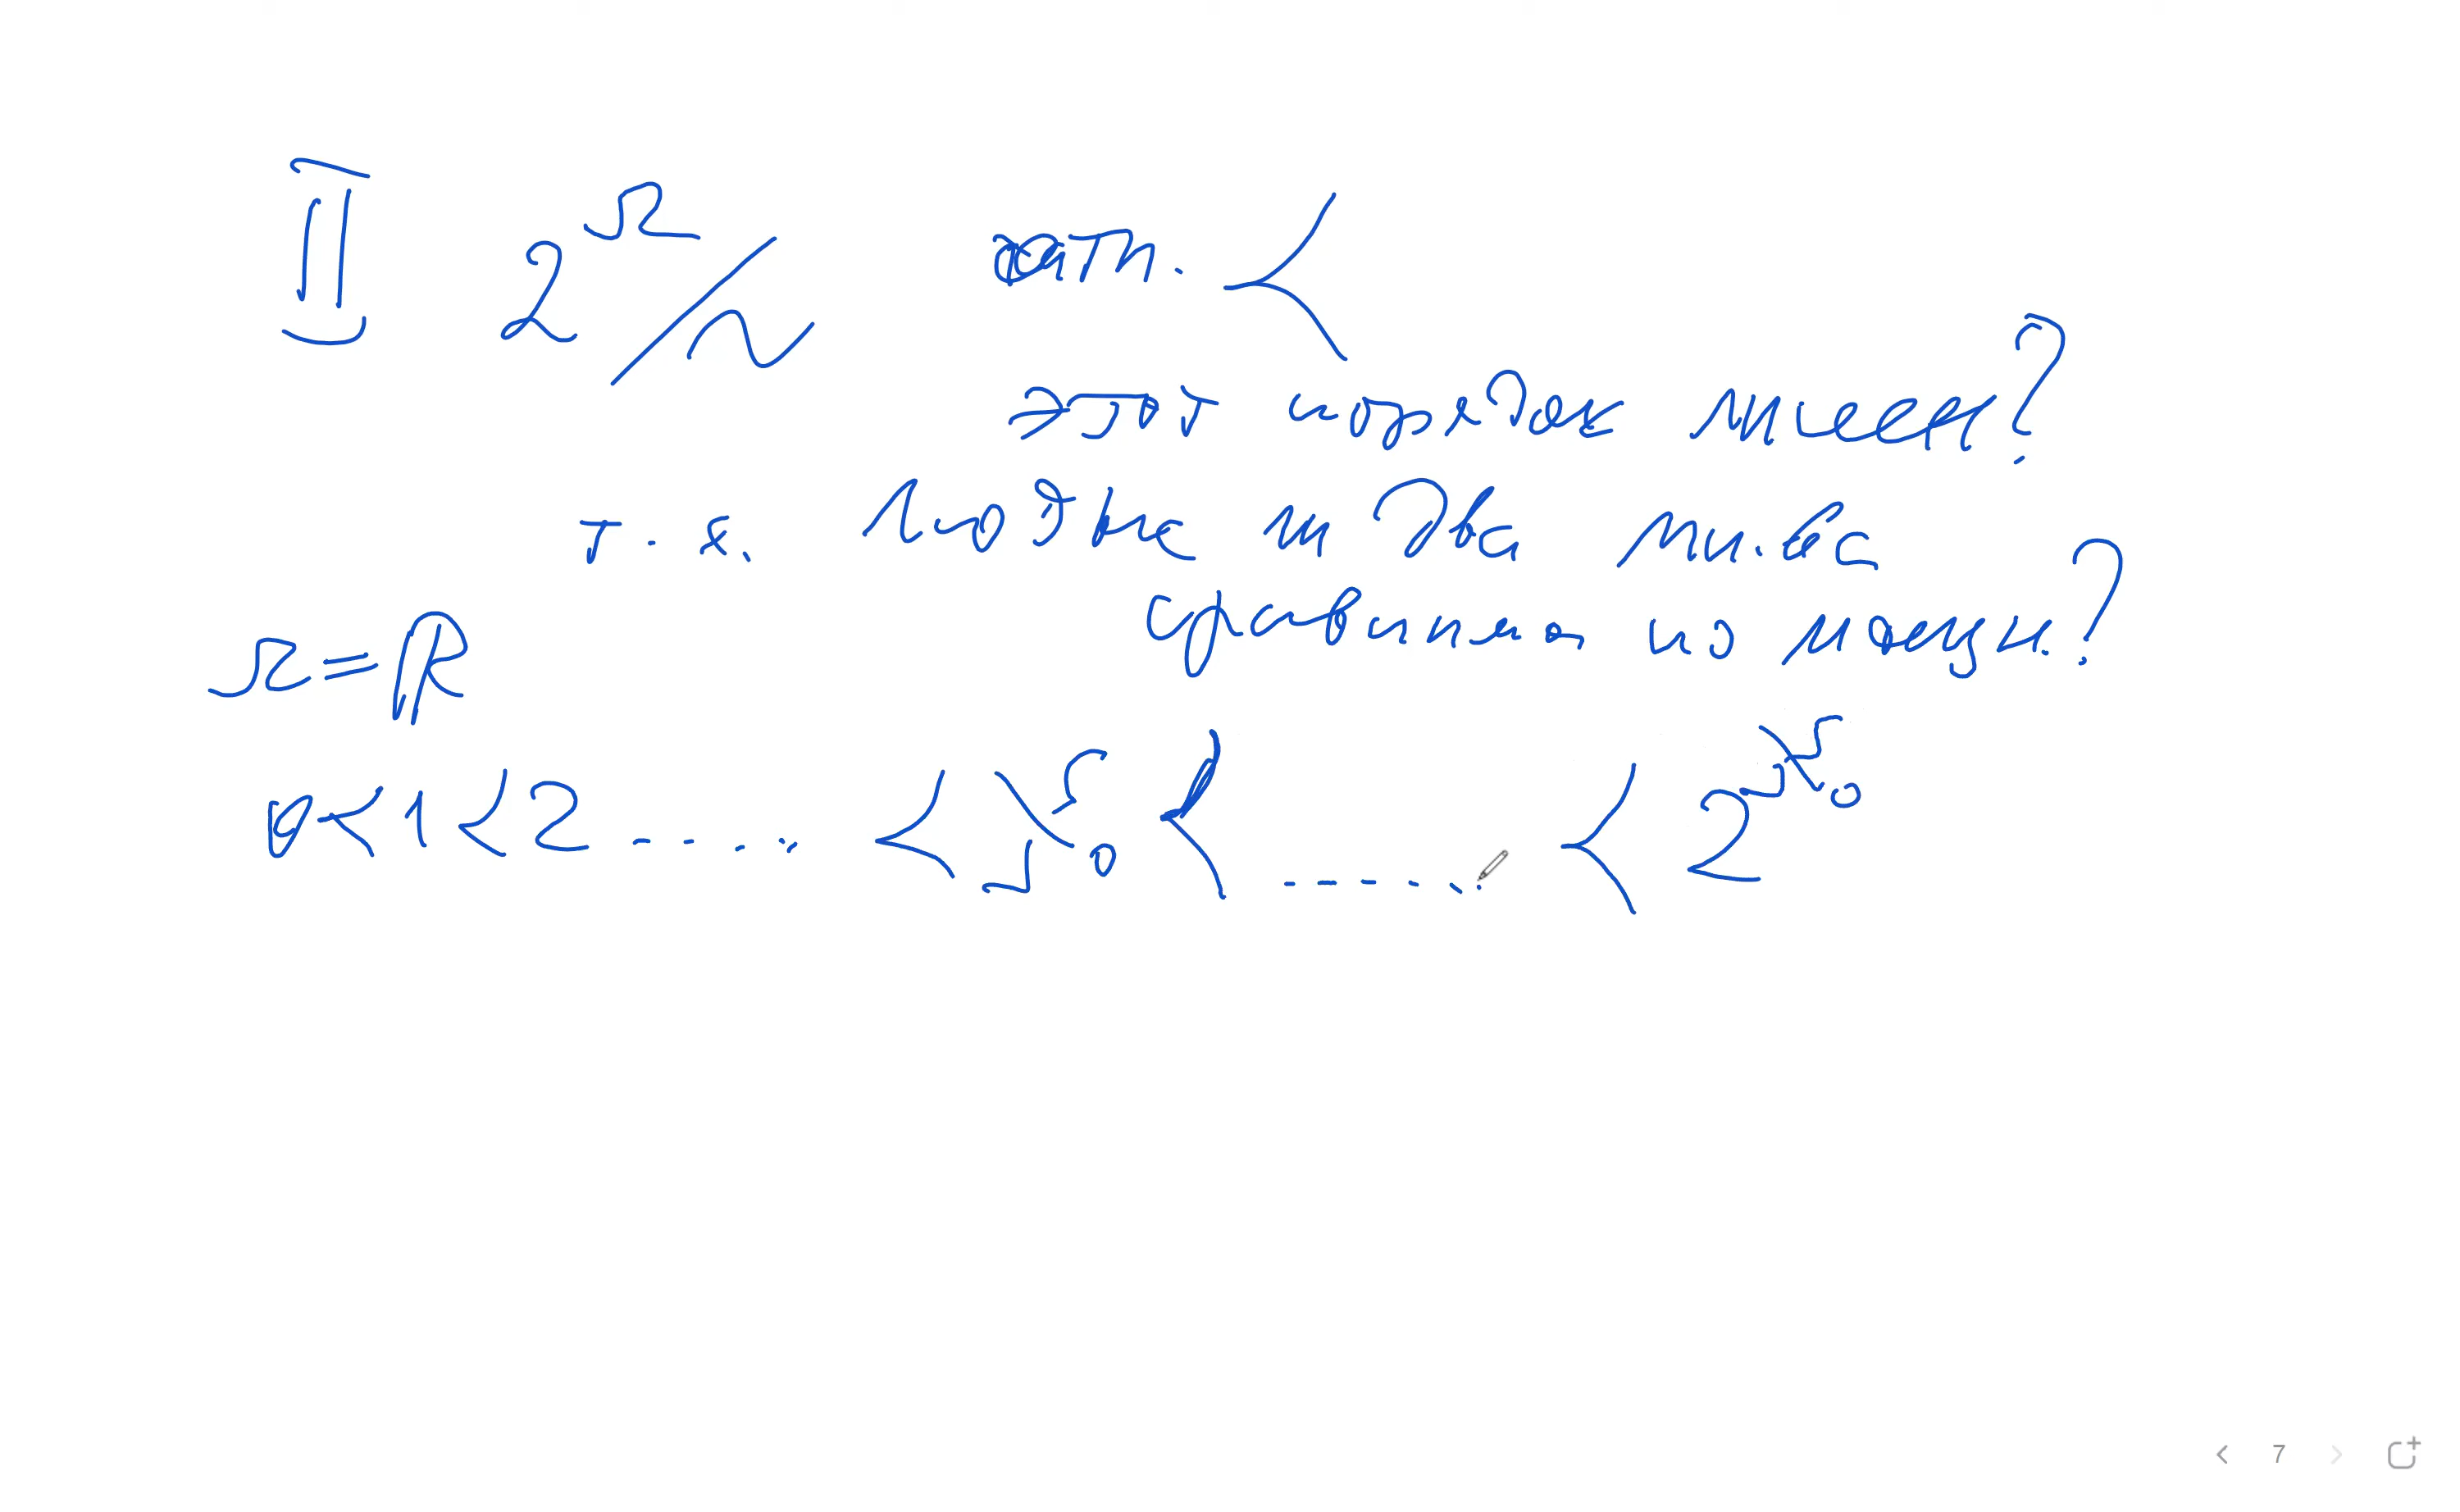 II 2^Ω/~ отн. <
этот порядок линеен?
т.е. любые ли два мн.-ва
сравнимы по мощн.?
Ω = ℝ
0 < 1 < 2 .... < ℵ₀ < ...... < 2^ℵ₀
7